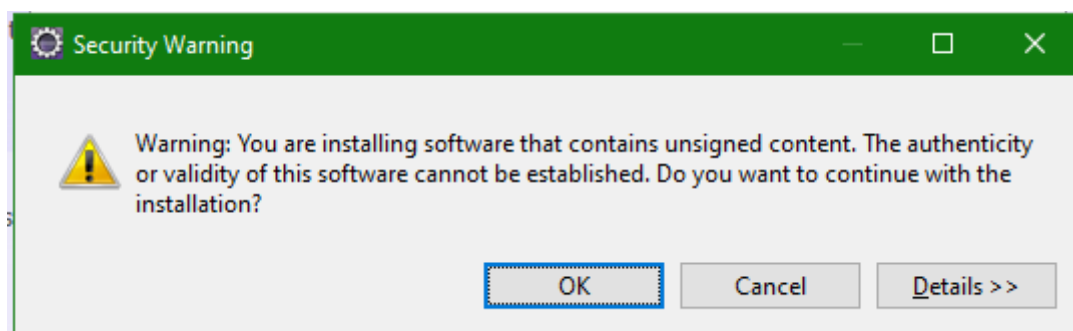 Security Warning
Warning: You are installing software that contains unsigned content. The authenticity
or validity of this software cannot be established. Do you want to continue with the
installation?
OK Cancel Details >>